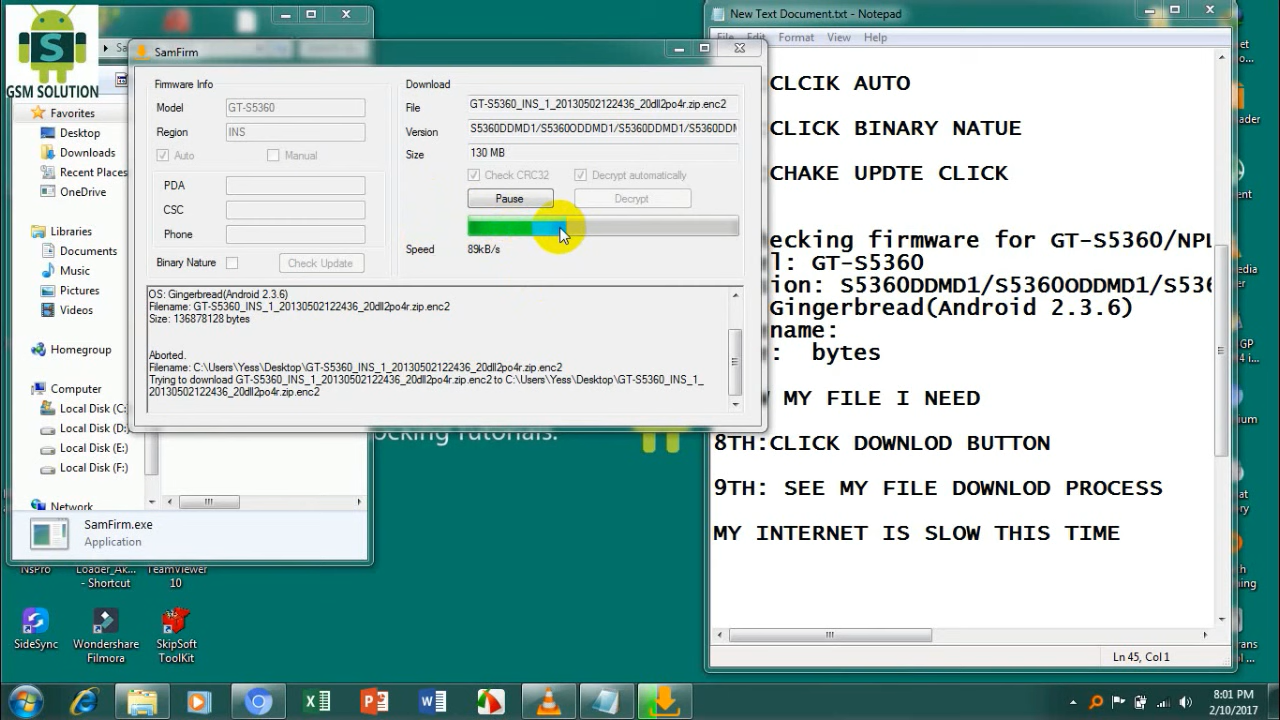 S
GSM SOLUTION
Favorites
Desktop
Downloads
Recent Places
OneDrive
Libraries
Documents
Music
Pictures
Videos
Homegroup
Computer
Local Disk (C:
Local Disk (D:)
Local Disk (E:)
Local Disk (F:)
Network
SamFirm.exe
Application
SamFirm
Firmware Info
Model
GT-S5360
Region
INS
Auto
Manual
PDA
CSC
Phone
Binary Nature
Check Update
Download
File
GT-S5360_INS_1_20130502122436_20dll2po4r.zip.enc2
Version
S5360DDMD1/S5360ODDMD1/S5360DDMD1/S5360DDM
Size
130 MB
Check CRC32
Decrypt automatically
Pause
Decrypt
Speed
89kB/s
OS: Gingerbread(Android 2.3.6)
Filename: GT-S5360_INS_1_20130502122436_20dll2po4r.zip.enc2
Size: 136878128 bytes
Aborted.
Filename: C:\Users\Yess\Desktop\GT-S5360_INS_1_20130502122436_20dll2po4r.zip.enc2
Trying to download GT-S5360_INS_1_20130502122436_20dll2po4r.zip.enc2 to C:\Users\Yess\Desktop\GT-S5360_INS_1_
20130502122436_20dll2po4r.zip.enc2
New Text Document.txt - Notepad
File Edit Format View Help
CLCIK AUTO
CLICK BINARY NATUE
CHAKE UPDTE CLICK
ecking firmware for GT-S5360/NPL
l: GT-S5360
ion: S5360DDMD1/S5360ODDMD1/S536
Gingerbread(Android 2.3.6)
name:
: bytes
MY FILE I NEED
8TH:CLICK DOWNLOD BUTTON
9TH: SEE MY FILE DOWNLOD PROCESS
MY INTERNET IS SLOW THIS TIME
Ln 45, Col 1
ocking Tutorials.
NsPro
Loader_Ak...
- Shortcut
TeamViewer
10
SideSync
Wondershare
Filmora
SkipSoft
ToolKit
8:01 PM
2/10/2017